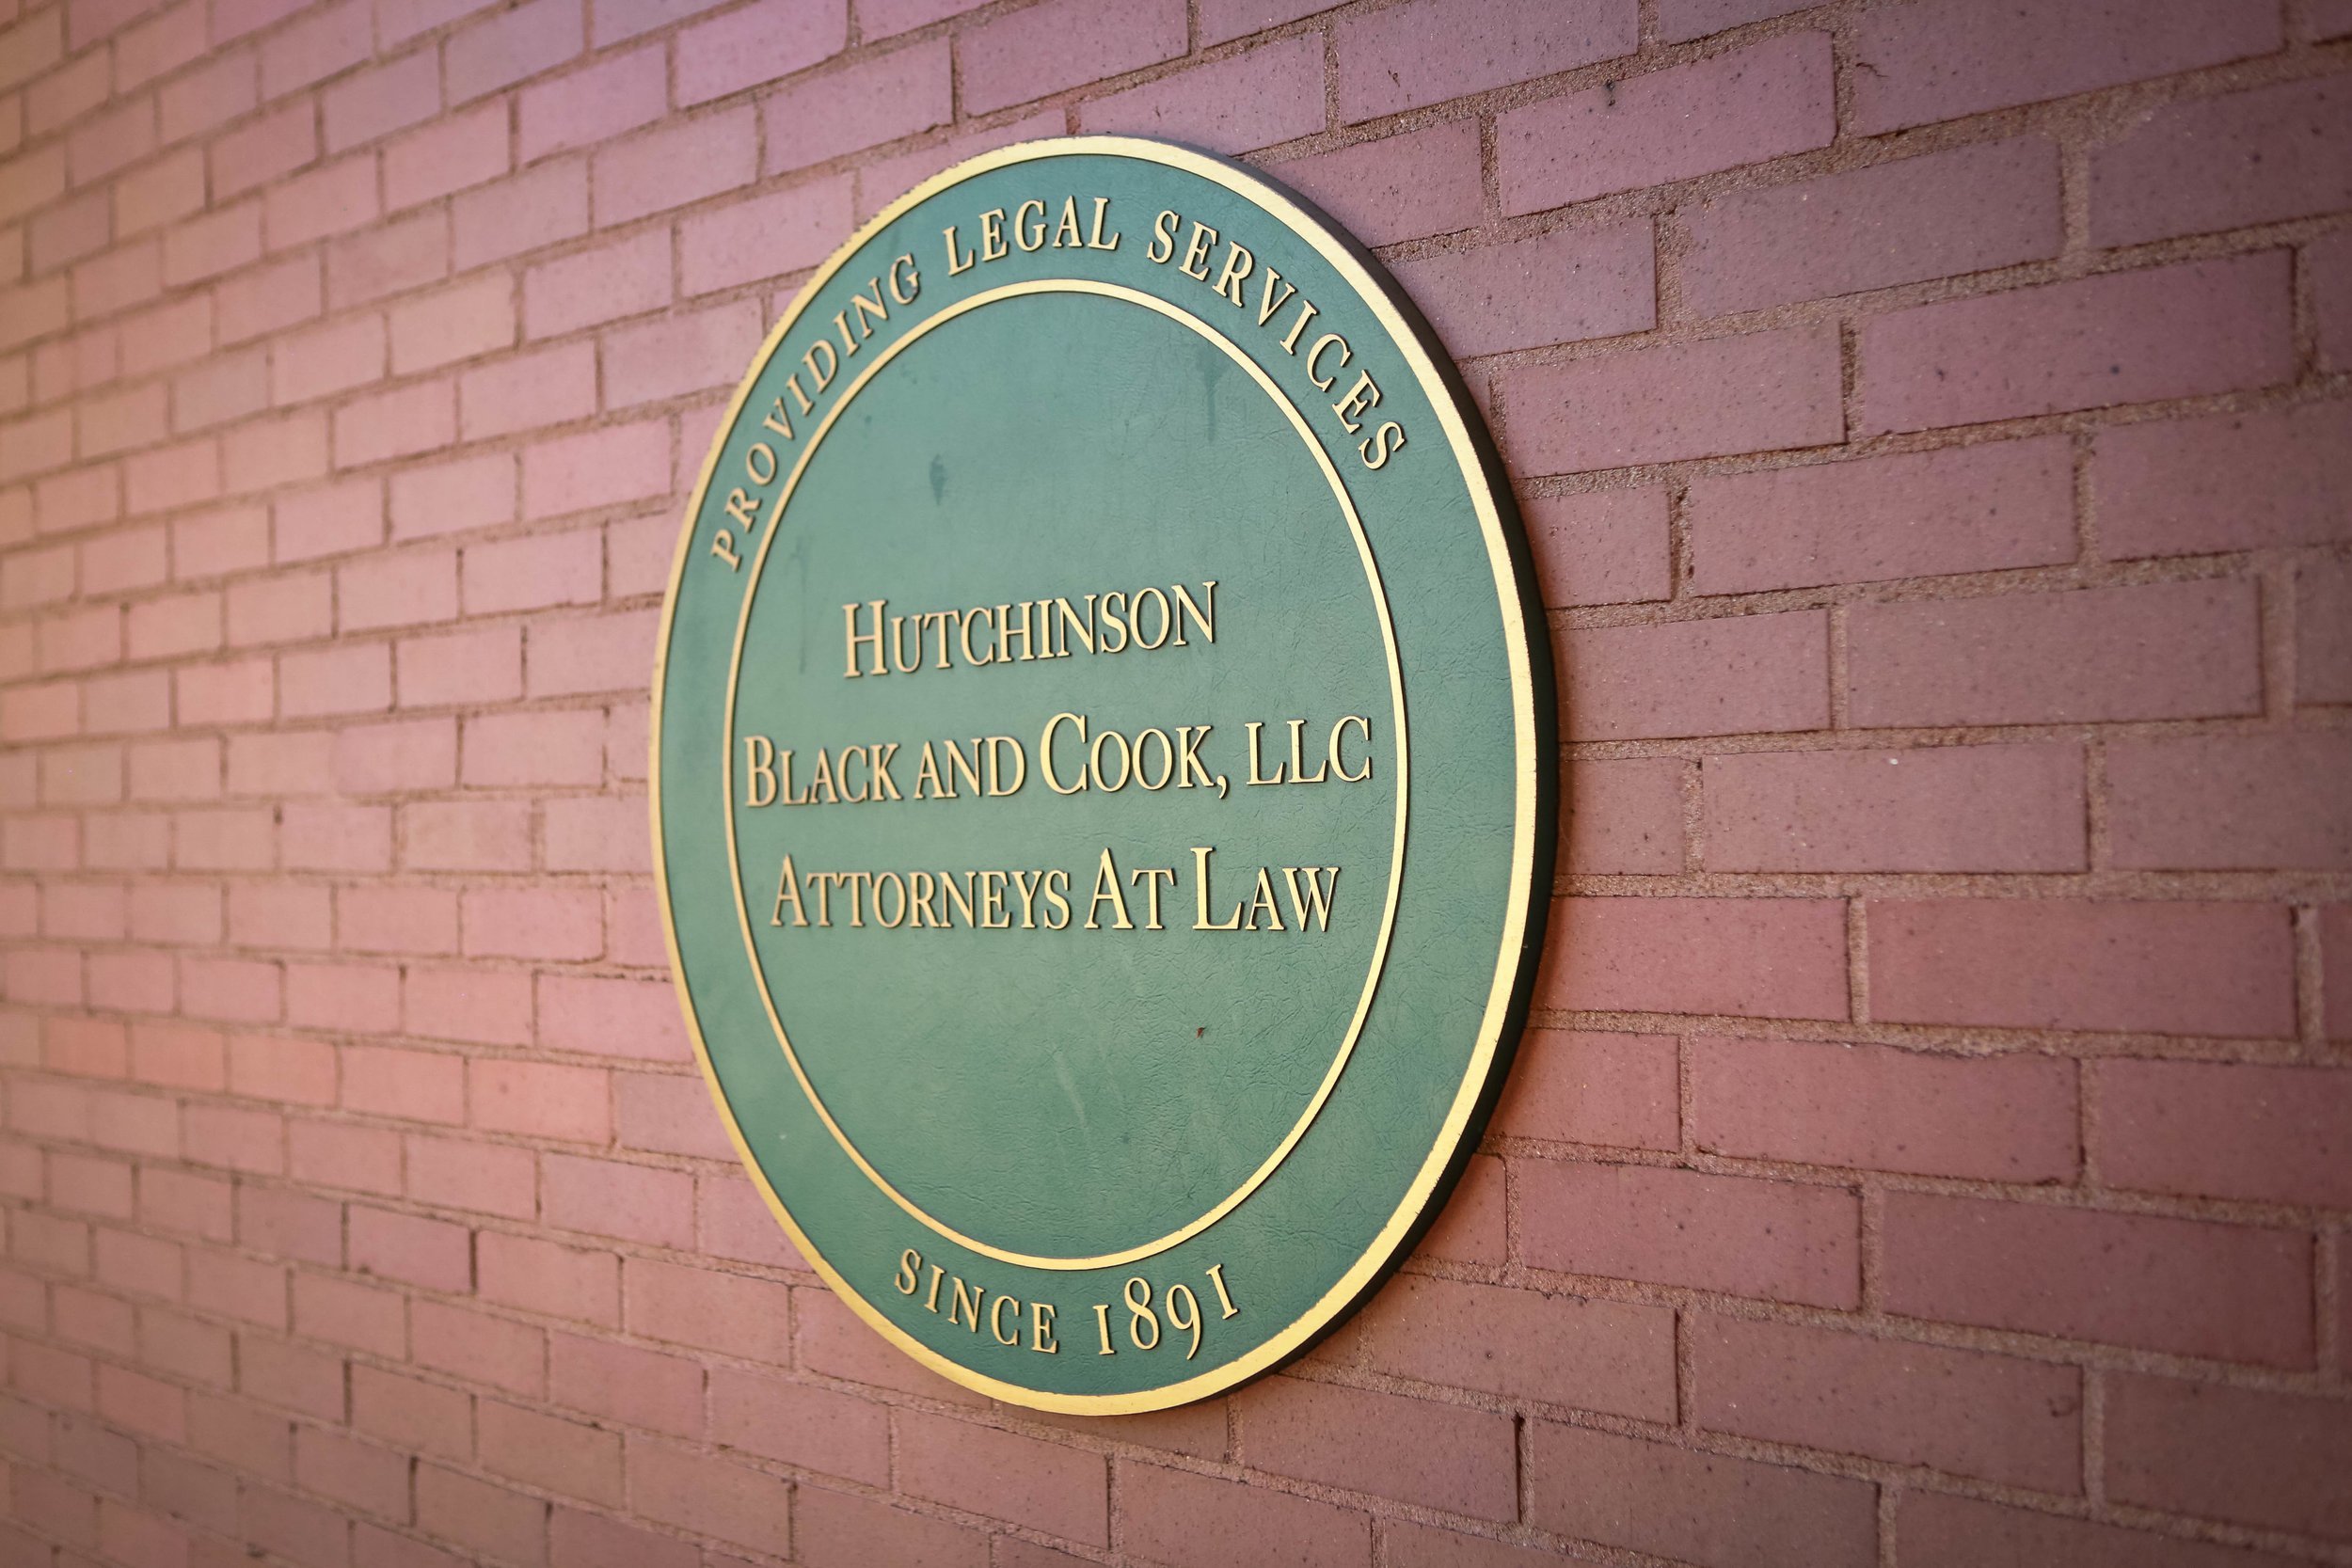 PROVIDING LEGAL SERVICES
HUTCHINSON
BLACK AND COOK, LLC
ATTORNEYS AT LAW
SINCE 1891